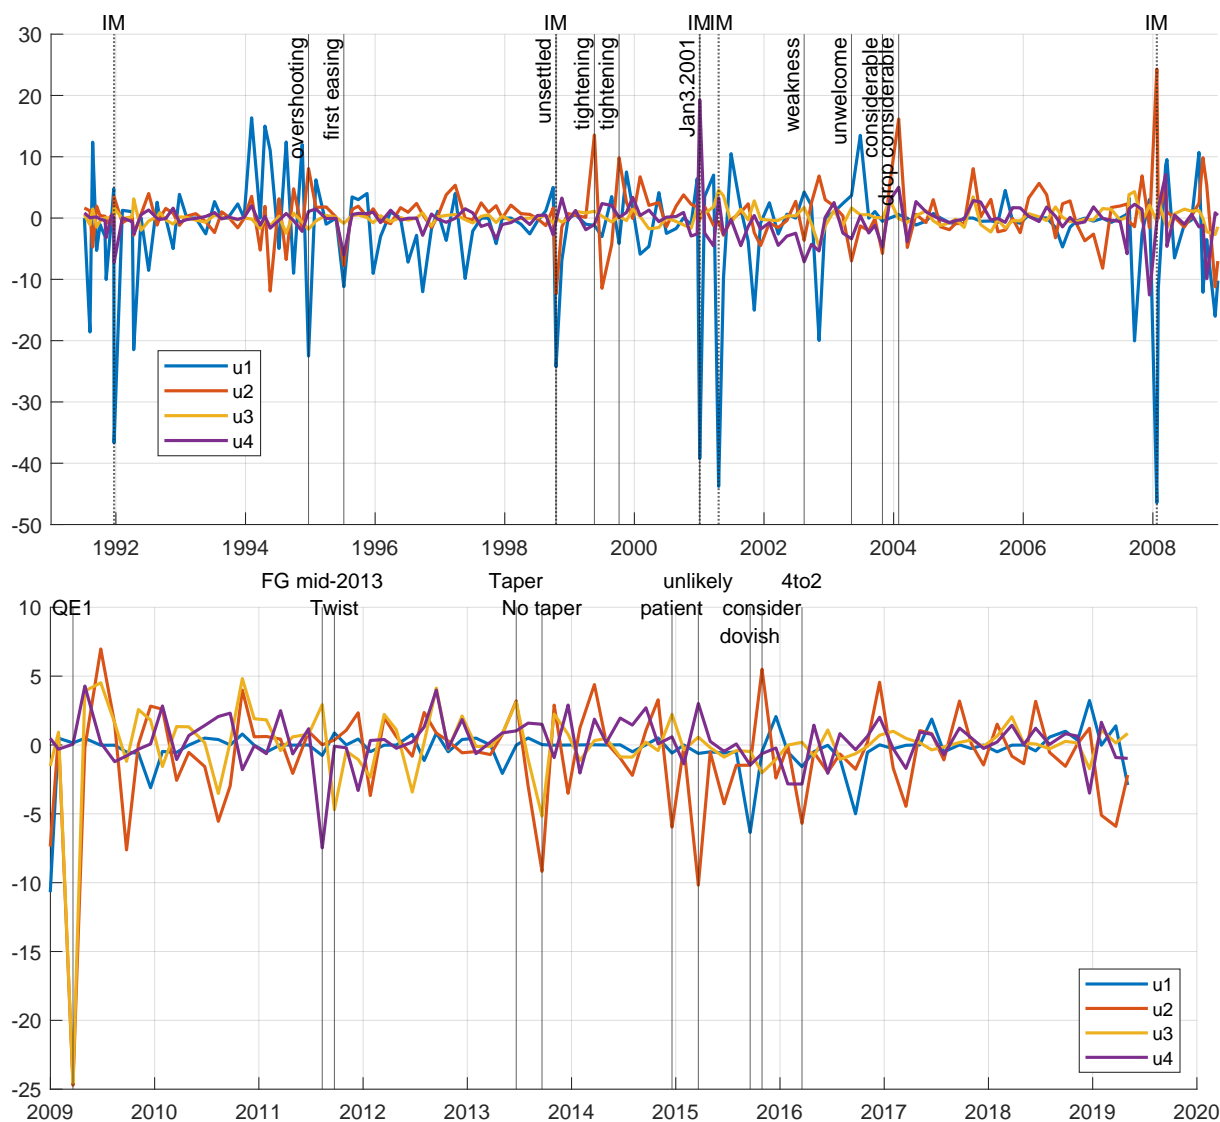 IM IM IM IM IM
30
20
10
0
-10
-20
-30
-40
-50
overshooting
first easing
unsettled
tightening
tightening
Jan3.2001
weakness
unwelcome
considerable
drop considerable
u1
u2
u3
u4
1992 1994 1996 1998 2000 2002 2004 2006 2008
FG mid-2013 Taper unlikely 4to2
QE1 Twist No taper patient consider
dovish
10
5
0
-5
-10
-15
-20
-25
u1
u2
u3
u4
2009 2010 2011 2012 2013 2014 2015 2016 2017 2018 2019 2020